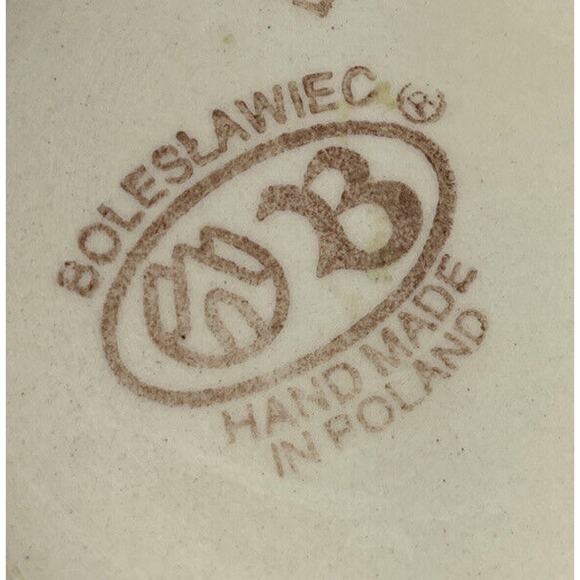 BOLESŁAWIEC ®
B
HAND MADE
IN POLAND